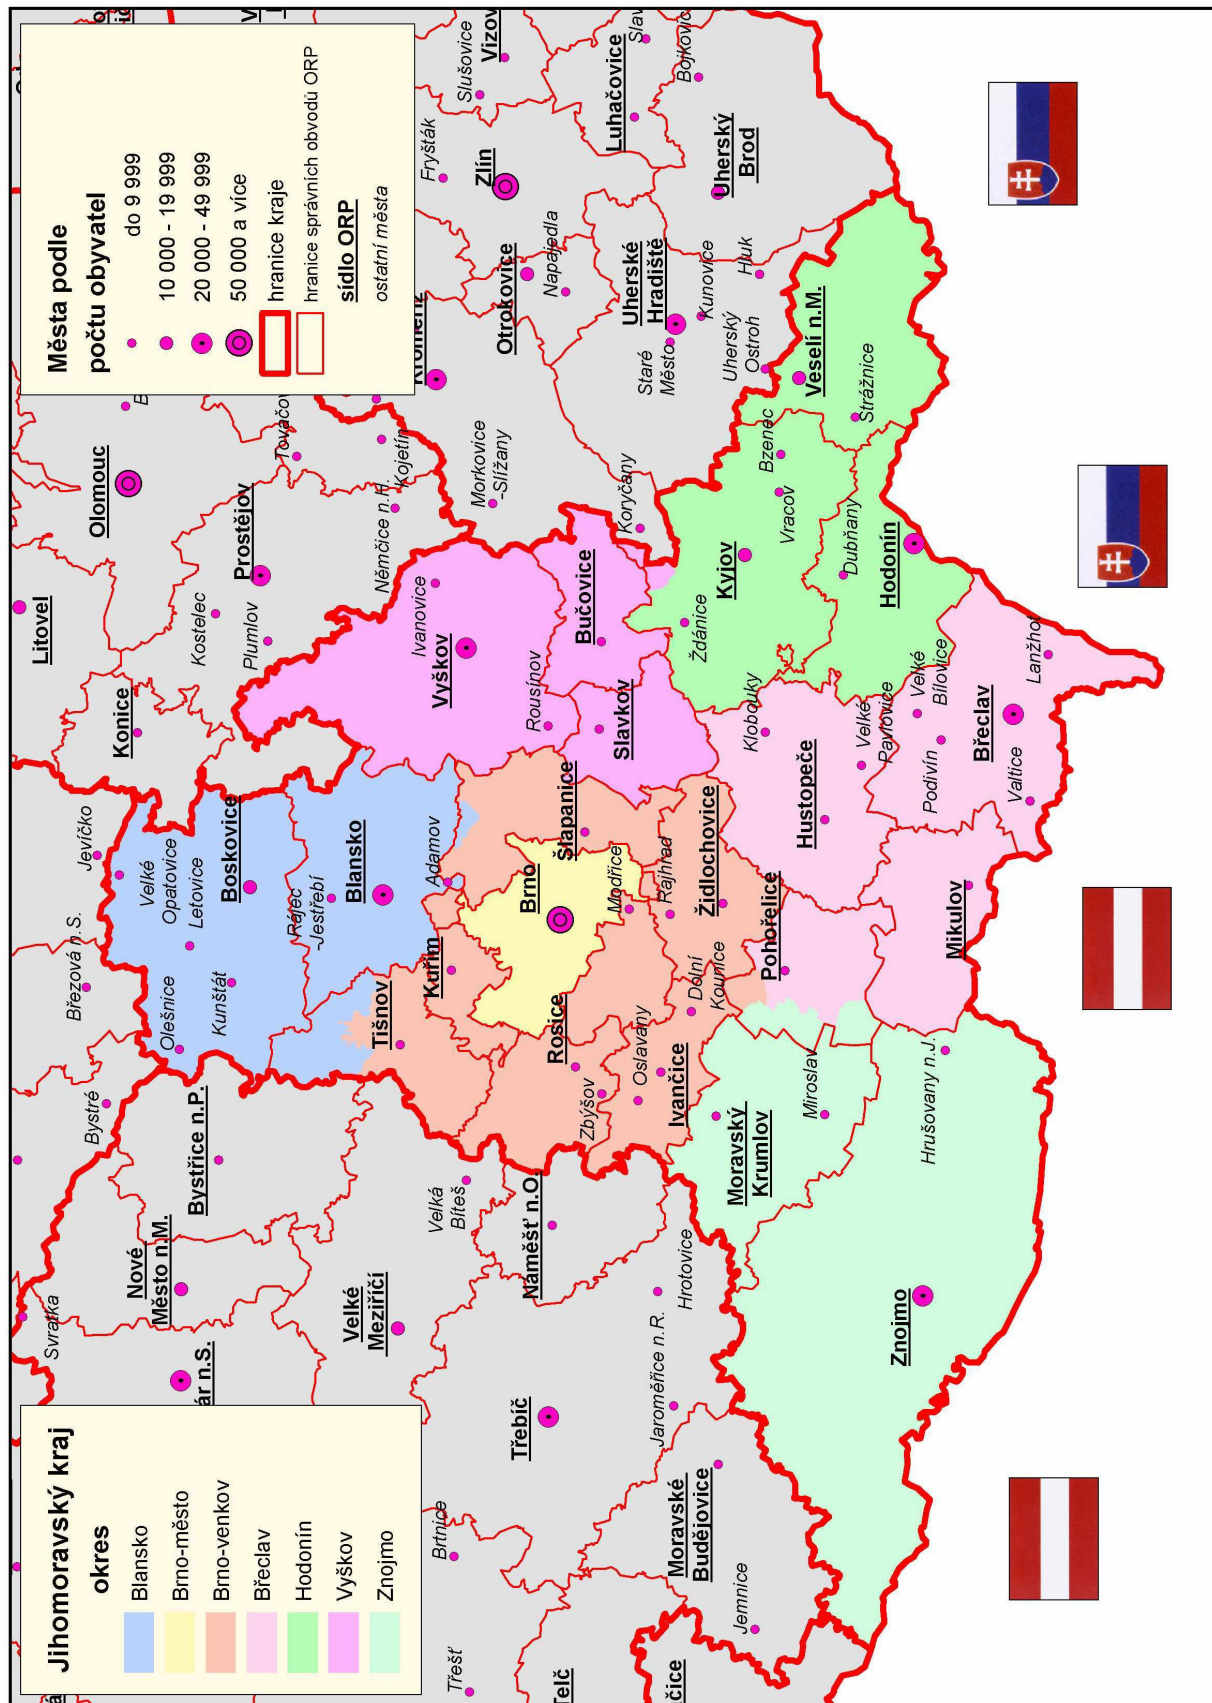 Jihomoravský kraj
okres
Blansko
Brno-město
Brno-venkov
Břeclav
Hodonín
Vyškov
Znojmo
Města podle
počtu obyvatel
do 9 999
10 000 - 19 999
20 000 - 49 999
50 000 a více
hranice kraje
hranice správních obvodů ORP
sídlo ORP
ostatní města
Svratka
Bystré
Březová n.S.
Jevíčko
Konice
Litovel
Olomouc
Nové
Město n.M.
Bystřice n.P.
Olešnice
Kunštát
Velké
Opatovice
Letovice
Boskovice
Kostelec
Plumlov
Prostějov
Tovačov
Kojetín
Němčice n.H.
ár n.S.
Velké
Meziříčí
Velká
Bíteš
Tišnov
Kuřim
Rájec
-Jestřebí
Blansko
Adamov
Vyškov
Ivanovice
Morkovice
-Slížany
Otrokovice
Fryšták
Zlín
Slušovice
Vizov
Třešť
Brtnice
Třebíč
Náměšť n.O.
Rosice
Zbýšov
Oslavany
Ivančice
Brno
Šlapanice
Modřice
Rajhrad
Židlochovice
Rousínov
Slavkov
Bučovice
Koryčany
Napajedla
Uherské
Hradiště
Staré
Město
Kunovice
Luhačovice
Slav
Bojkovic
Telč
čice
Jemnice
Moravské
Budějovice
Jaroměřice n.R.
Hrotovice
Moravský
Krumlov
Miroslav
Dolní
Kounice
Pohořelice
Klobouky
Hustopeče
Ždánice
Kyjov
Vracov
Bzenec
Uherský
Ostroh
Hluk
Uherský
Brod
Veselí n.M.
Strážnice
Dubňany
Hodonín
Velké
Pavlovice
Velké
Bílovice
Podivín
Břeclav
Valtice
Lanžhot
Mikulov
Hrušovany n.J.
Znojmo